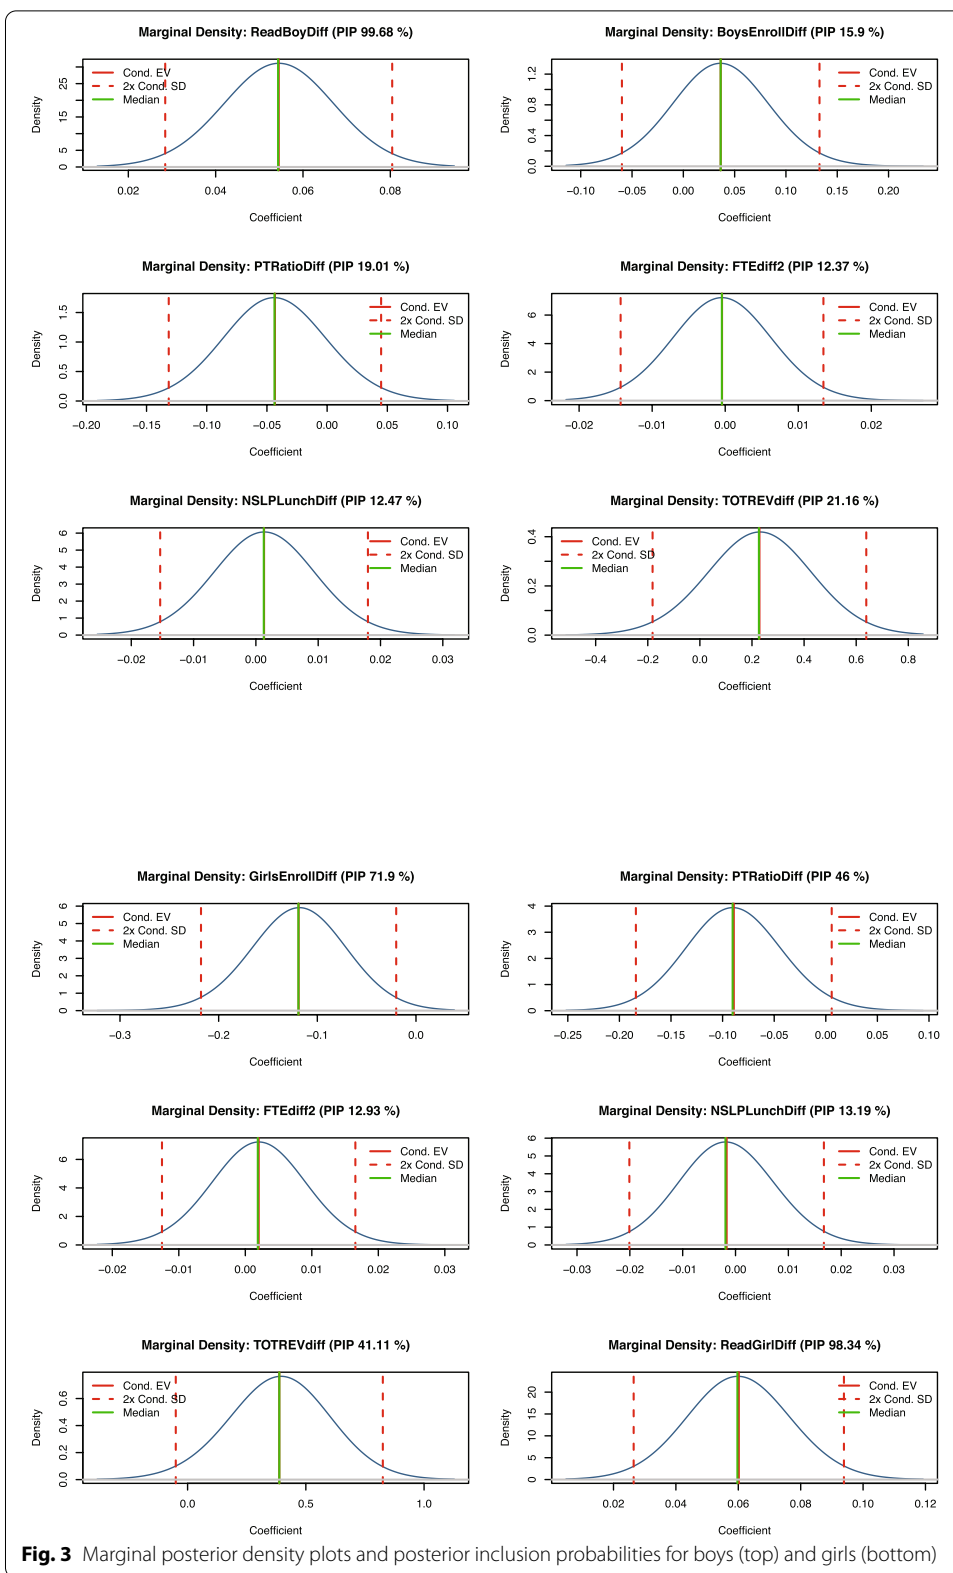 Marginal Density: ReadBoyDiff (PIP 99.68 %)
Density
0 5 15 25
Cond. EV
2x Cond. SD
Median
0.02 0.04 0.06 0.08
Coefficient
Marginal Density: BoysEnrollDiff (PIP 15.9 %)
Density
0.0 0.4 0.8 1.2
Cond. EV
2x Cond. SD
Median
−0.10 −0.05 0.00 0.05 0.10 0.15 0.20
Coefficient
Marginal Density: PTRatioDiff (PIP 19.01 %)
Density
0.0 0.5 1.0 1.5
Cond. EV
2x Cond. SD
Median
−0.20 −0.15 −0.10 −0.05 0.00 0.05 0.10
Coefficient
Marginal Density: FTEdiff2 (PIP 12.37 %)
Density
0 2 4 6
Cond. EV
2x Cond. SD
Median
−0.02 −0.01 0.00 0.01 0.02
Coefficient
Marginal Density: NSLPLunchDiff (PIP 12.47 %)
Density
0 1 2 3 4 5 6
Cond. EV
2x Cond. SD
Median
−0.02 −0.01 0.00 0.01 0.02 0.03
Coefficient
Marginal Density: TOTREVdiff (PIP 21.16 %)
Density
0.0 0.2 0.4
Cond. EV
2x Cond. SD
Median
−0.4 −0.2 0.0 0.2 0.4 0.6 0.8
Coefficient
Marginal Density: GirlsEnrollDiff (PIP 71.9 %)
Density
0 1 2 3 4 5 6
Cond. EV
2x Cond. SD
Median
−0.3 −0.2 −0.1 0.0
Coefficient
Marginal Density: PTRatioDiff (PIP 46 %)
Density
0 1 2 3 4
Cond. EV
2x Cond. SD
Median
−0.25 −0.20 −0.15 −0.10 −0.05 0.00 0.05 0.10
Coefficient
Marginal Density: FTEdiff2 (PIP 12.93 %)
Density
0 2 4 6
Cond. EV
2x Cond. SD
Median
−0.02 −0.01 0.00 0.01 0.02 0.03
Coefficient
Marginal Density: NSLPLunchDiff (PIP 13.19 %)
Density
0 1 2 3 4 5 6
Cond. EV
2x Cond. SD
Median
−0.03 −0.02 −0.01 0.00 0.01 0.02 0.03
Coefficient
Marginal Density: TOTREVdiff (PIP 41.11 %)
Density
0.0 0.2 0.4 0.6
Cond. EV
2x Cond. SD
Median
0.0 0.5 1.0
Coefficient
Marginal Density: ReadGirlDiff (PIP 98.34 %)
Density
0 5 10 15 20
Cond. EV
2x Cond. SD
Median
0.02 0.04 0.06 0.08 0.10 0.12
Coefficient
Fig. 3 Marginal posterior density plots and posterior inclusion probabilities for boys (top) and girls (bottom)